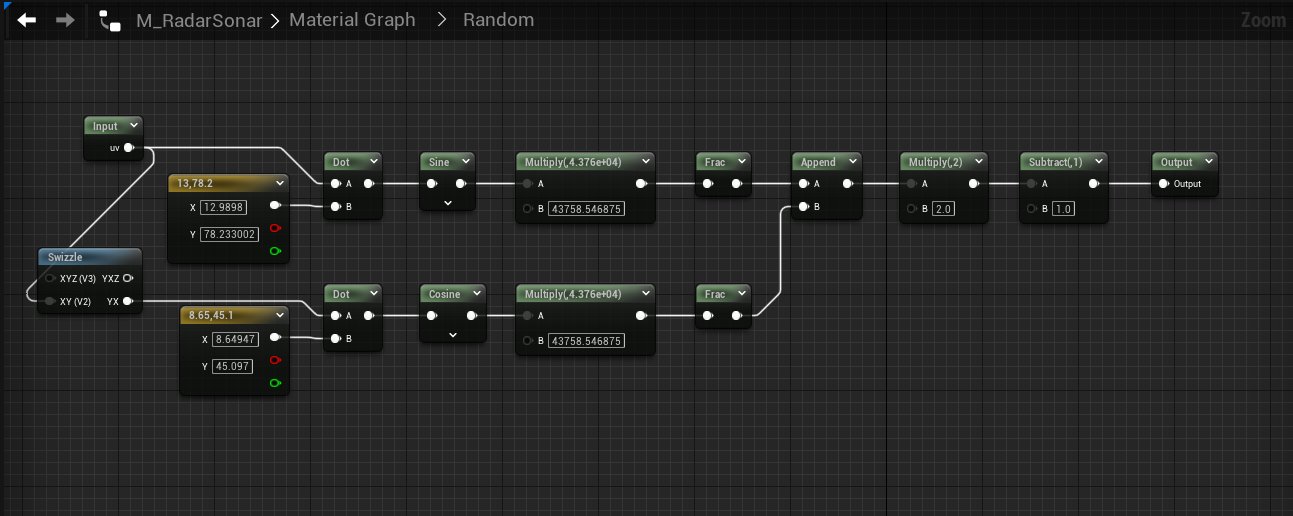 M_RadarSonar > Material Graph > Random
Zoom
Input
uv
13,78.2
X 12.9898
Y 78.233002
Swizzle
XYZ (V3) YXZ
XY (V2) YX
8.65,45.1
X 8.64947
Y 45.097
Dot
A
B
Sine
Multiply(,4.376e+04)
A
B 43758.546875
Frac
Append
A
B
Multiply(,2)
A
B 2.0
Subtract(,1)
A
B 1.0
Output
Output
Dot
A
B
Cosine
Multiply(,4.376e+04)
A
B 43758.546875
Frac